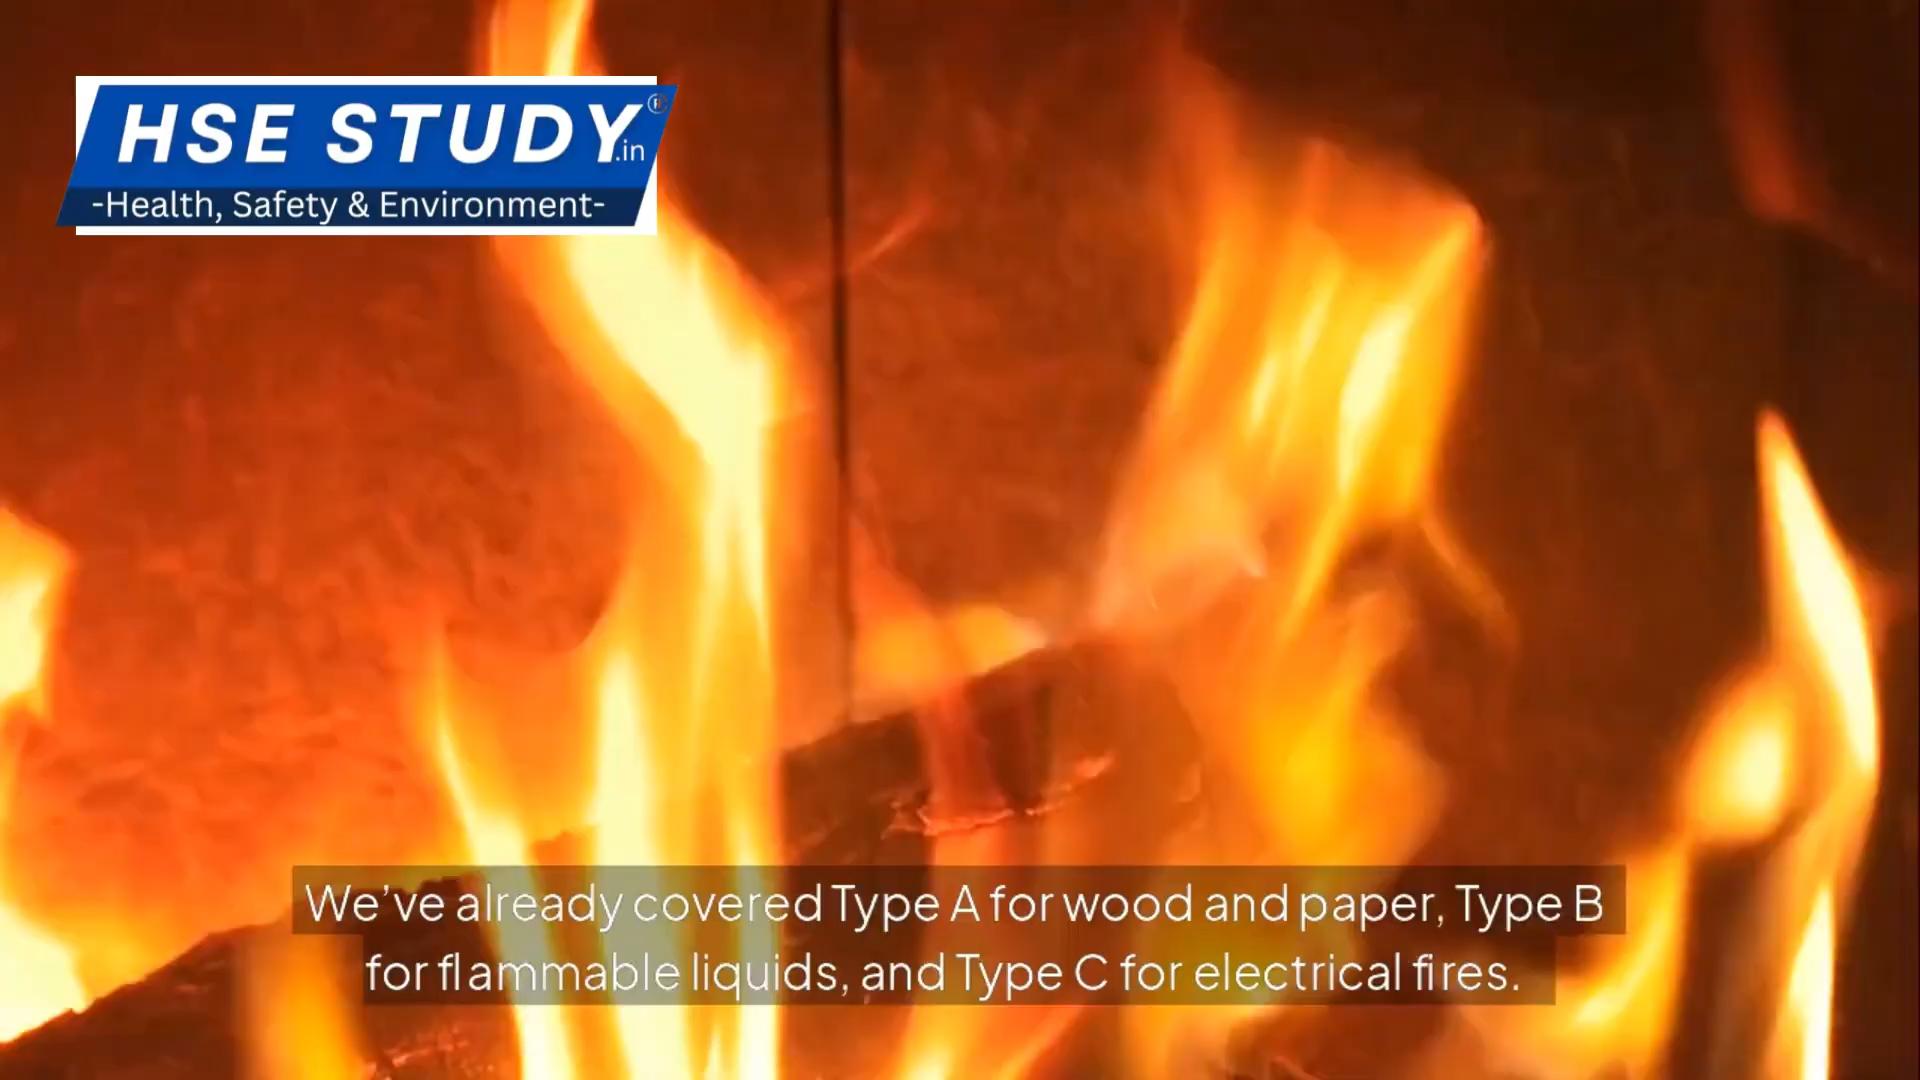 HSE STUDY.in ®
-Health, Safety & Environment-
We’ve already covered Type A for wood and paper, Type B
for flammable liquids, and Type C for electrical fires.